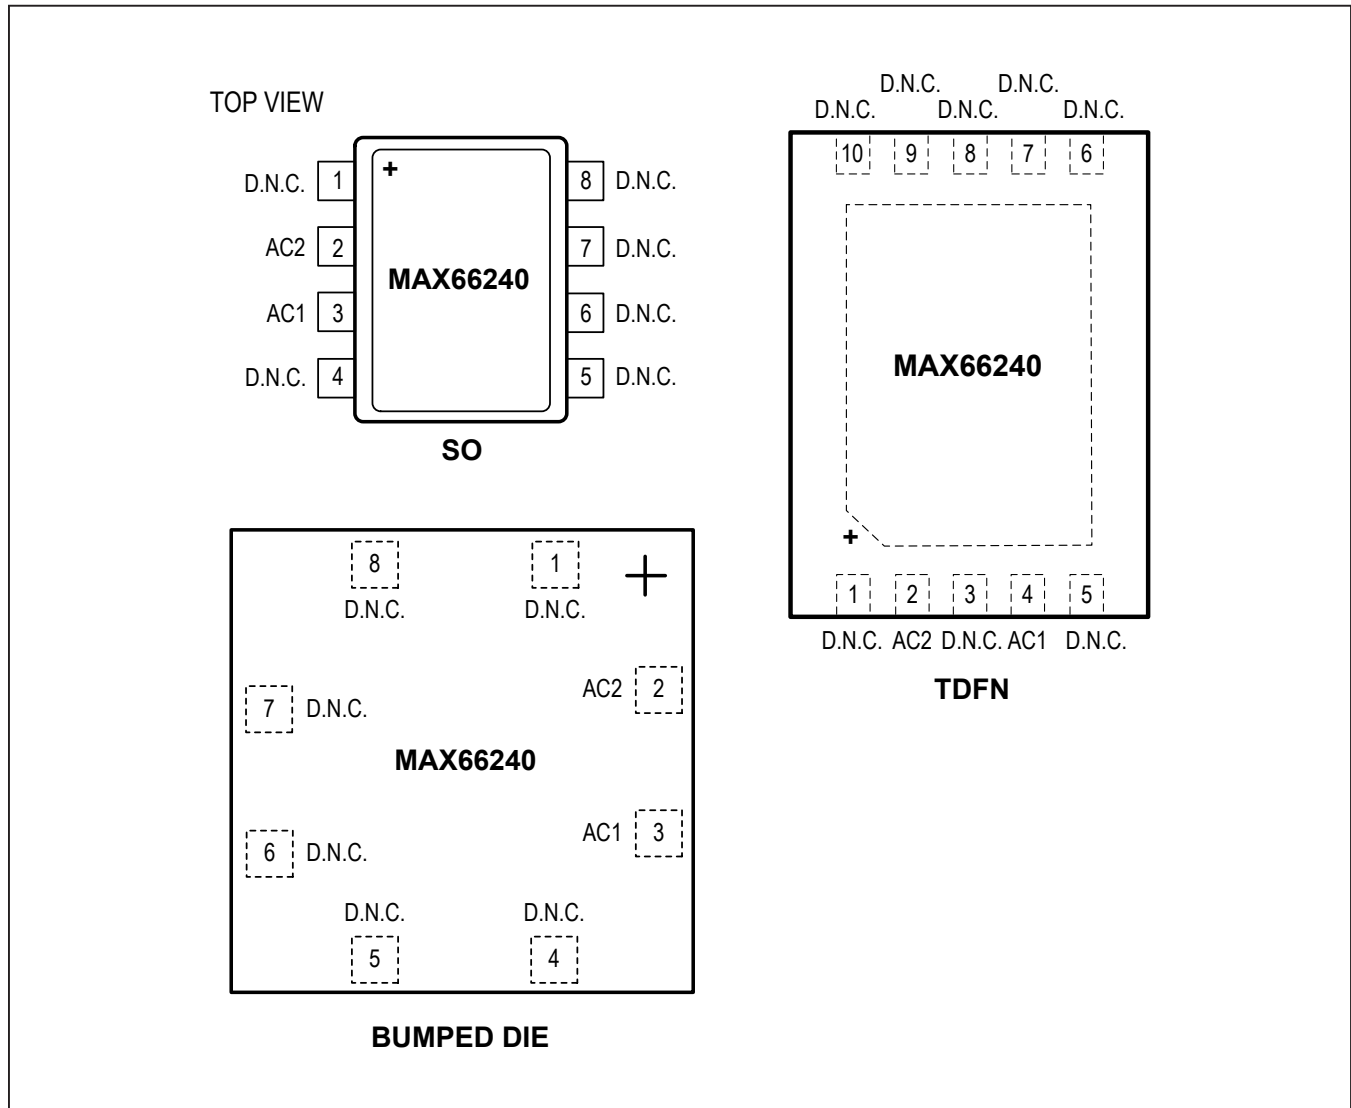 TOP VIEW
D.N.C. 1 + 8 D.N.C.
AC2 2 7 D.N.C.
MAX66240
AC1 3 6 D.N.C.
D.N.C. 4 5 D.N.C.
SO
D.N.C. D.N.C.
D.N.C. D.N.C. D.N.C.
10 9 8 7 6
MAX66240
+
1 2 3 4 5
D.N.C. AC2 D.N.C. AC1 D.N.C.
TDFN
8 1 +
D.N.C. D.N.C.
AC2 2
7 D.N.C.
MAX66240
AC1 3
6 D.N.C.
D.N.C. D.N.C.
5 4
BUMPED DIE